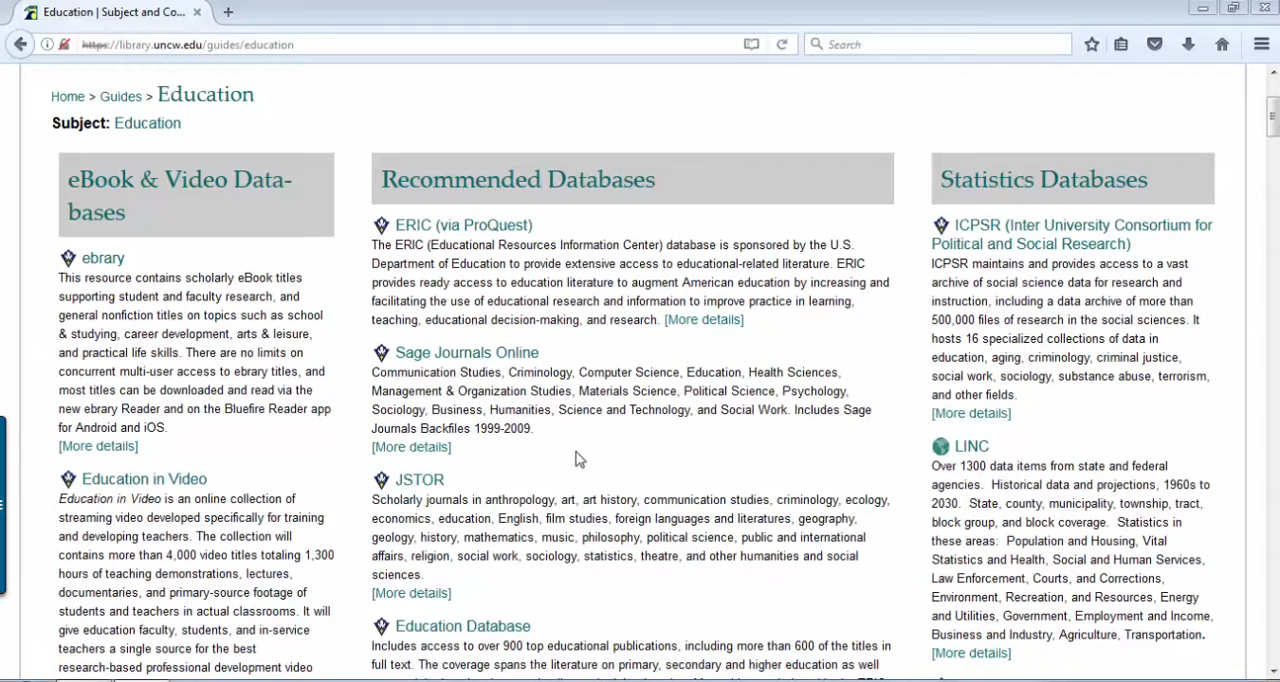 Education | Subject and Co...
https://library.uncw.edu/guides/education
Search
Home > Guides > Education
Subject: Education
eBook & Video Data-
bases
ebrary
This resource contains scholarly eBook titles
supporting student and faculty research, and
general nonfiction titles on topics such as school
& studying, career development, arts & leisure,
and practical life skills. There are no limits on
concurrent multi-user access to ebrary titles, and
most titles can be downloaded and read via the
new ebrary Reader and on the Bluefire Reader app
for Android and iOS.
[More details]
Education in Video
Education in Video is an online collection of
streaming video developed specifically for training
and developing teachers. The collection will
contains more than 4,000 video titles totaling 1,300
hours of teaching demonstrations, lectures,
documentaries, and primary-source footage of
students and teachers in actual classrooms. It will
give education faculty, students, and in-service
teachers a single source for the best
research-based professional development video
Recommended Databases
ERIC (via ProQuest)
The ERIC (Educational Resources Information Center) database is sponsored by the U.S.
Department of Education to provide extensive access to educational-related literature. ERIC
provides ready access to education literature to augment American education by increasing and
facilitating the use of educational research and information to improve practice in learning,
teaching, educational decision-making, and research. [More details]
Sage Journals Online
Communication Studies, Criminology, Computer Science, Education, Health Sciences,
Management & Organization Studies, Materials Science, Political Science, Psychology,
Sociology, Business, Humanities, Science and Technology, and Social Work. Includes Sage
Journals Backfiles 1999-2009.
[More details]
JSTOR
Scholarly journals in anthropology, art, art history, communication studies, criminology, ecology,
economics, education, English, film studies, foreign languages and literatures, geography,
geology, history, mathematics, music, philosophy, political science, public and international
affairs, religion, social work, sociology, statistics, theatre, and other humanities and social
sciences.
[More details]
Education Database
Includes access to over 900 top educational publications, including more than 600 of the titles in
full text. The coverage spans the literature on primary, secondary and higher education as well
Statistics Databases
ICPSR (Inter University Consortium for
Political and Social Research)
ICPSR maintains and provides access to a vast
archive of social science data for research and
instruction, including a data archive of more than
500,000 files of research in the social sciences. It
hosts 16 specialized collections of data in
education, aging, criminology, criminal justice,
social work, sociology, substance abuse, terrorism,
and other fields.
[More details]
LINC
Over 1300 data items from state and federal
agencies. Historical data and projections, 1960s to
2030. State, county, municipality, township, tract,
block group, and block coverage. Statistics in
these areas: Population and Housing, Vital
Statistics and Health, Social and Human Services,
Law Enforcement, Courts, and Corrections,
Environment, Recreation, and Resources, Energy
and Utilities, Government, Employment and Income,
Business and Industry, Agriculture, Transportation.
[More details]